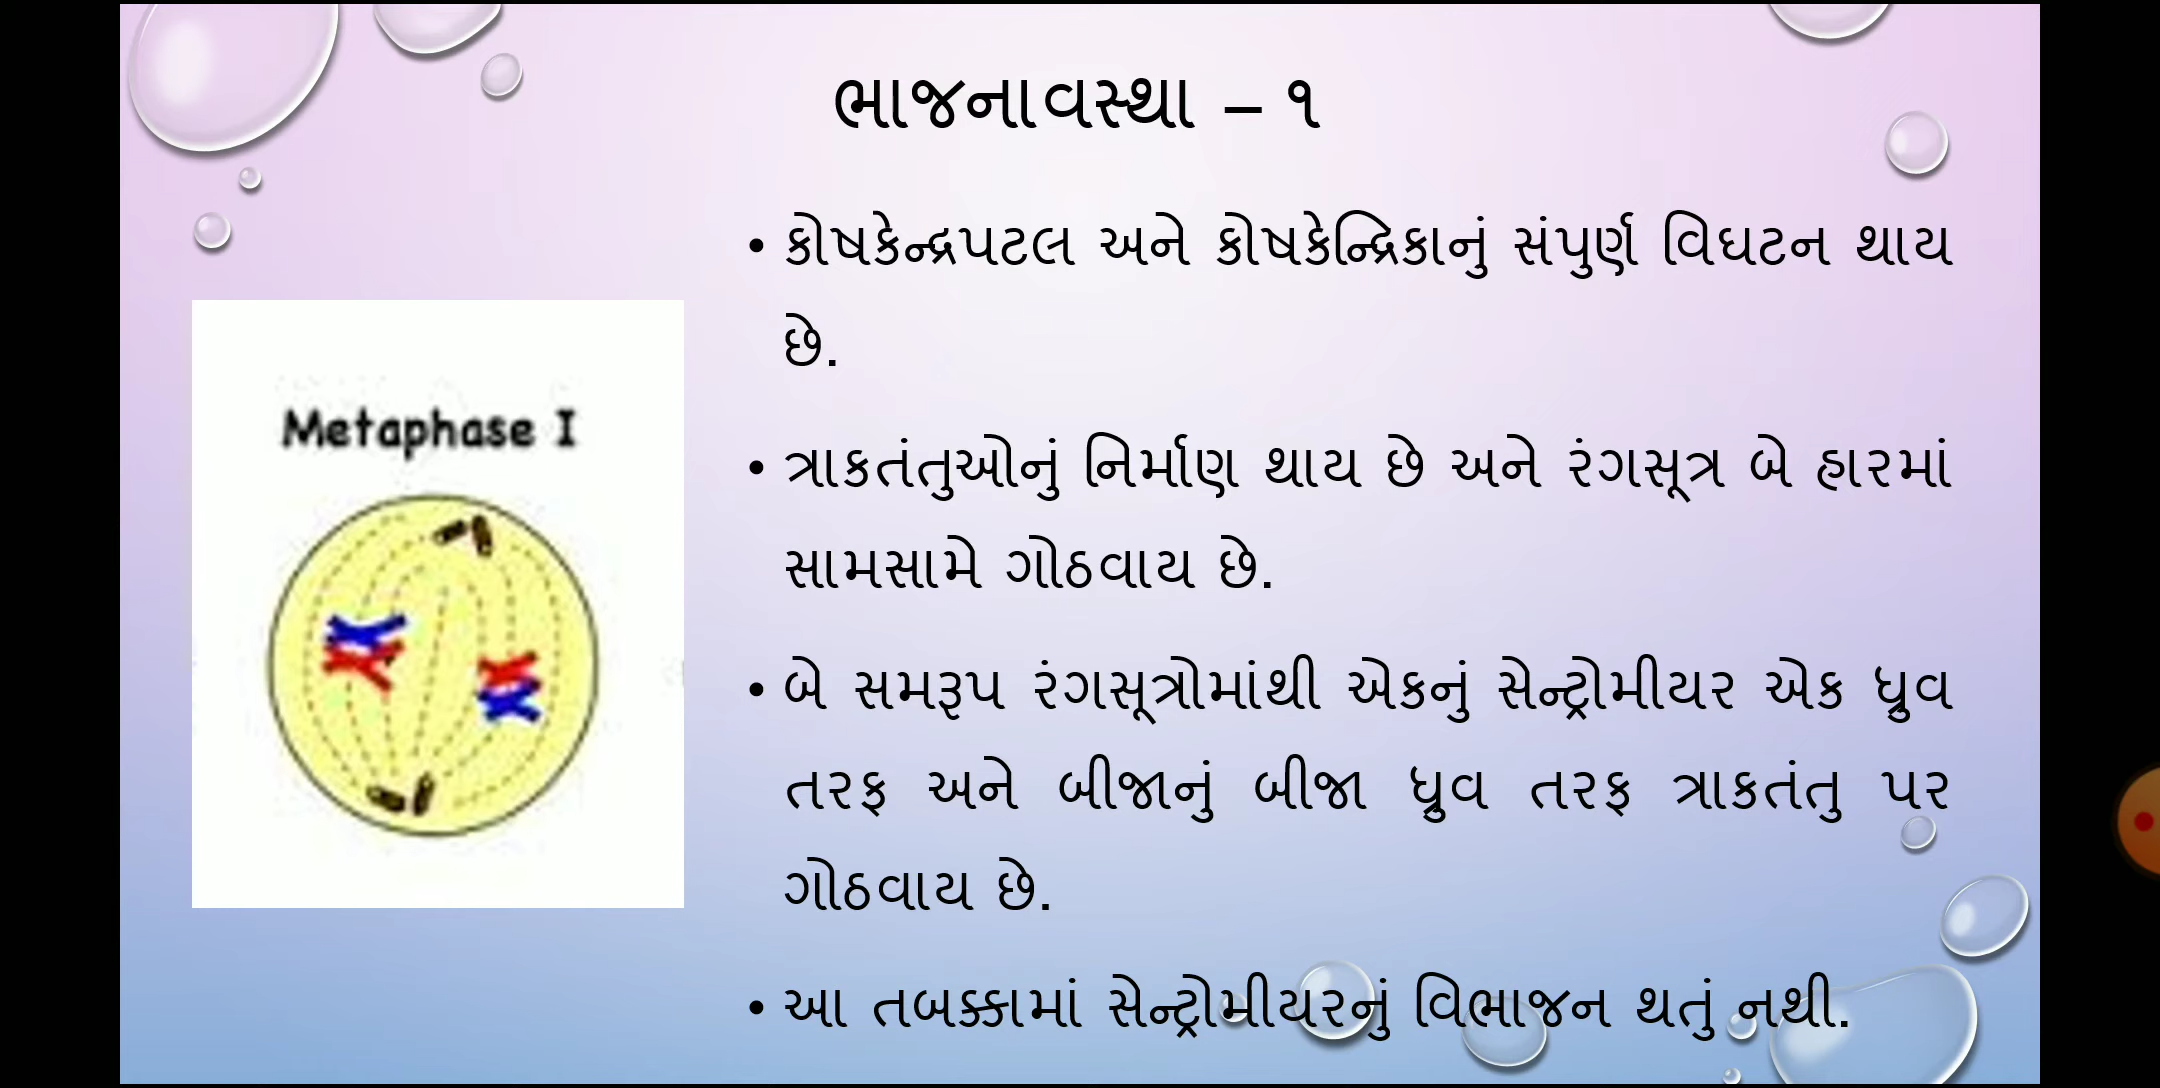 ભાજનાવસ્થા – ૧
• કોષકેન્દ્રપટલ અને કોષકેન્દ્રિકાનું સંપુર્ણ વિઘટન થાય
છે.
Metaphase I
• ત્રાકતંતુઓનું નિર્માણ થાય છે અને રંગસૂત્ર બે હારમાં
સામસામે ગોઠવાય છે.
• બે સમરૂપ રંગસૂત્રોમાંથી એકનું સેન્ટ્રોમીયર એક ધ્રુવ
તરફ અને બીજાનું બીજા ધ્રુવ તરફ ત્રાકતંતુ પર
ગોઠવાય છે.
• આ તબક્કામાં સેન્ટ્રોમીયરનું વિભાજન થતું નથી.